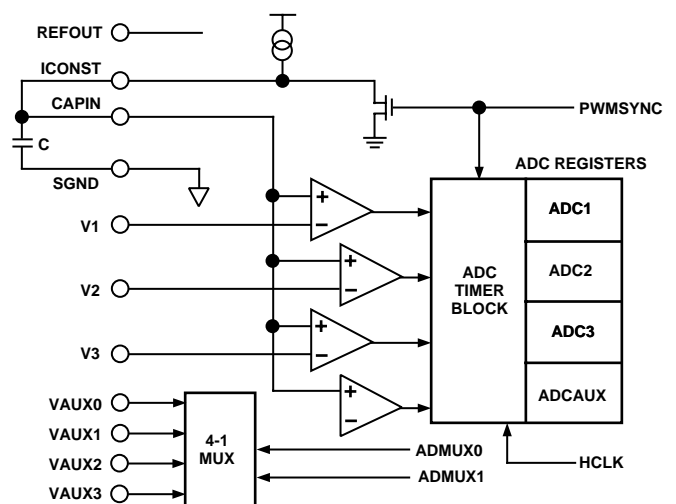 REFOUT
ICONST
CAPIN
C
SGND
PWMSYNC
ADC REGISTERS
V1
V2
V3
+
−
+
−
+
−
+
−
ADC
TIMER
BLOCK
ADC1
ADC2
ADC3
ADCAUX
VAUX0
VAUX1
VAUX2
VAUX3
4-1
MUX
ADMUX0
ADMUX1
HCLK